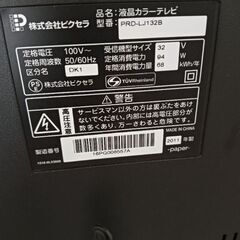 株式会社ピクセラ
品名：液晶カラーテレビ
型番：PRD-LJ132B
定格電圧 100V～ 受信機型サイズ 32 V
定格周波数 50/60Hz 定格消費電力 94 W
区分名 DK1 年間消費電力量 68 kWh/年
PS E
TÜVRheinland
高圧注意
警告
サービスマン以外の方は、裏ぶたをあけないでください。
内部には高電圧部分が数多くあり、
万一さわると危険です。
2011 年製
-paper-